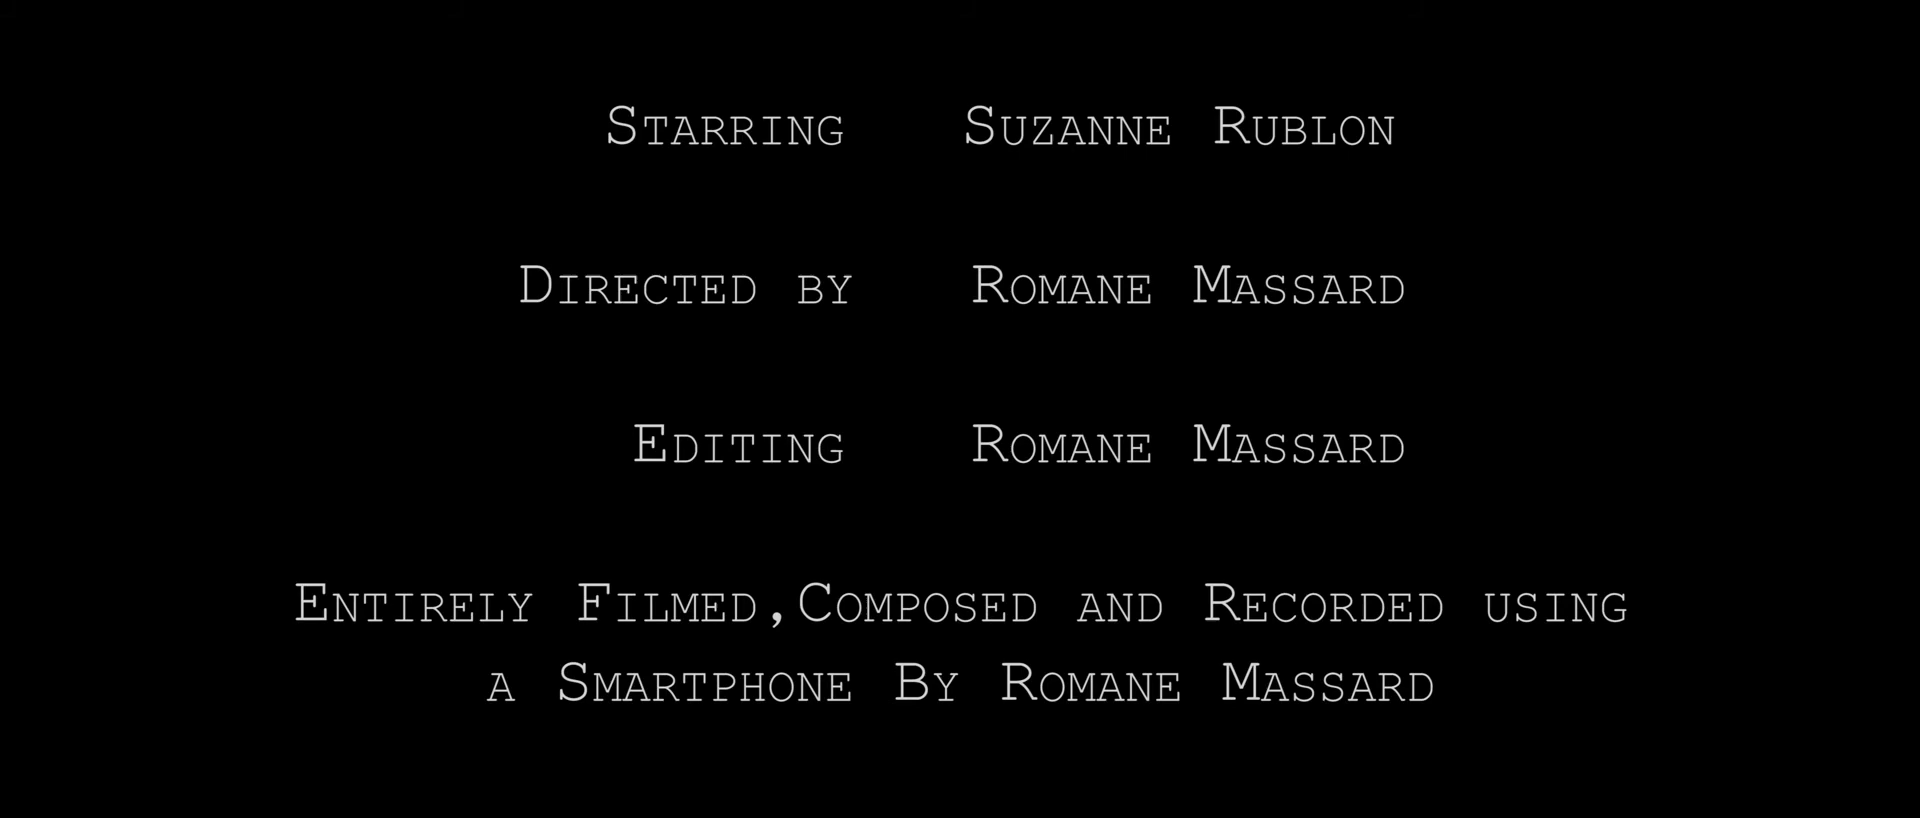 Starring Suzanne Rublon
Directed by Romane Massard
Editing Romane Massard
Entirely Filmed,Composed and Recorded using
a Smartphone By Romane Massard